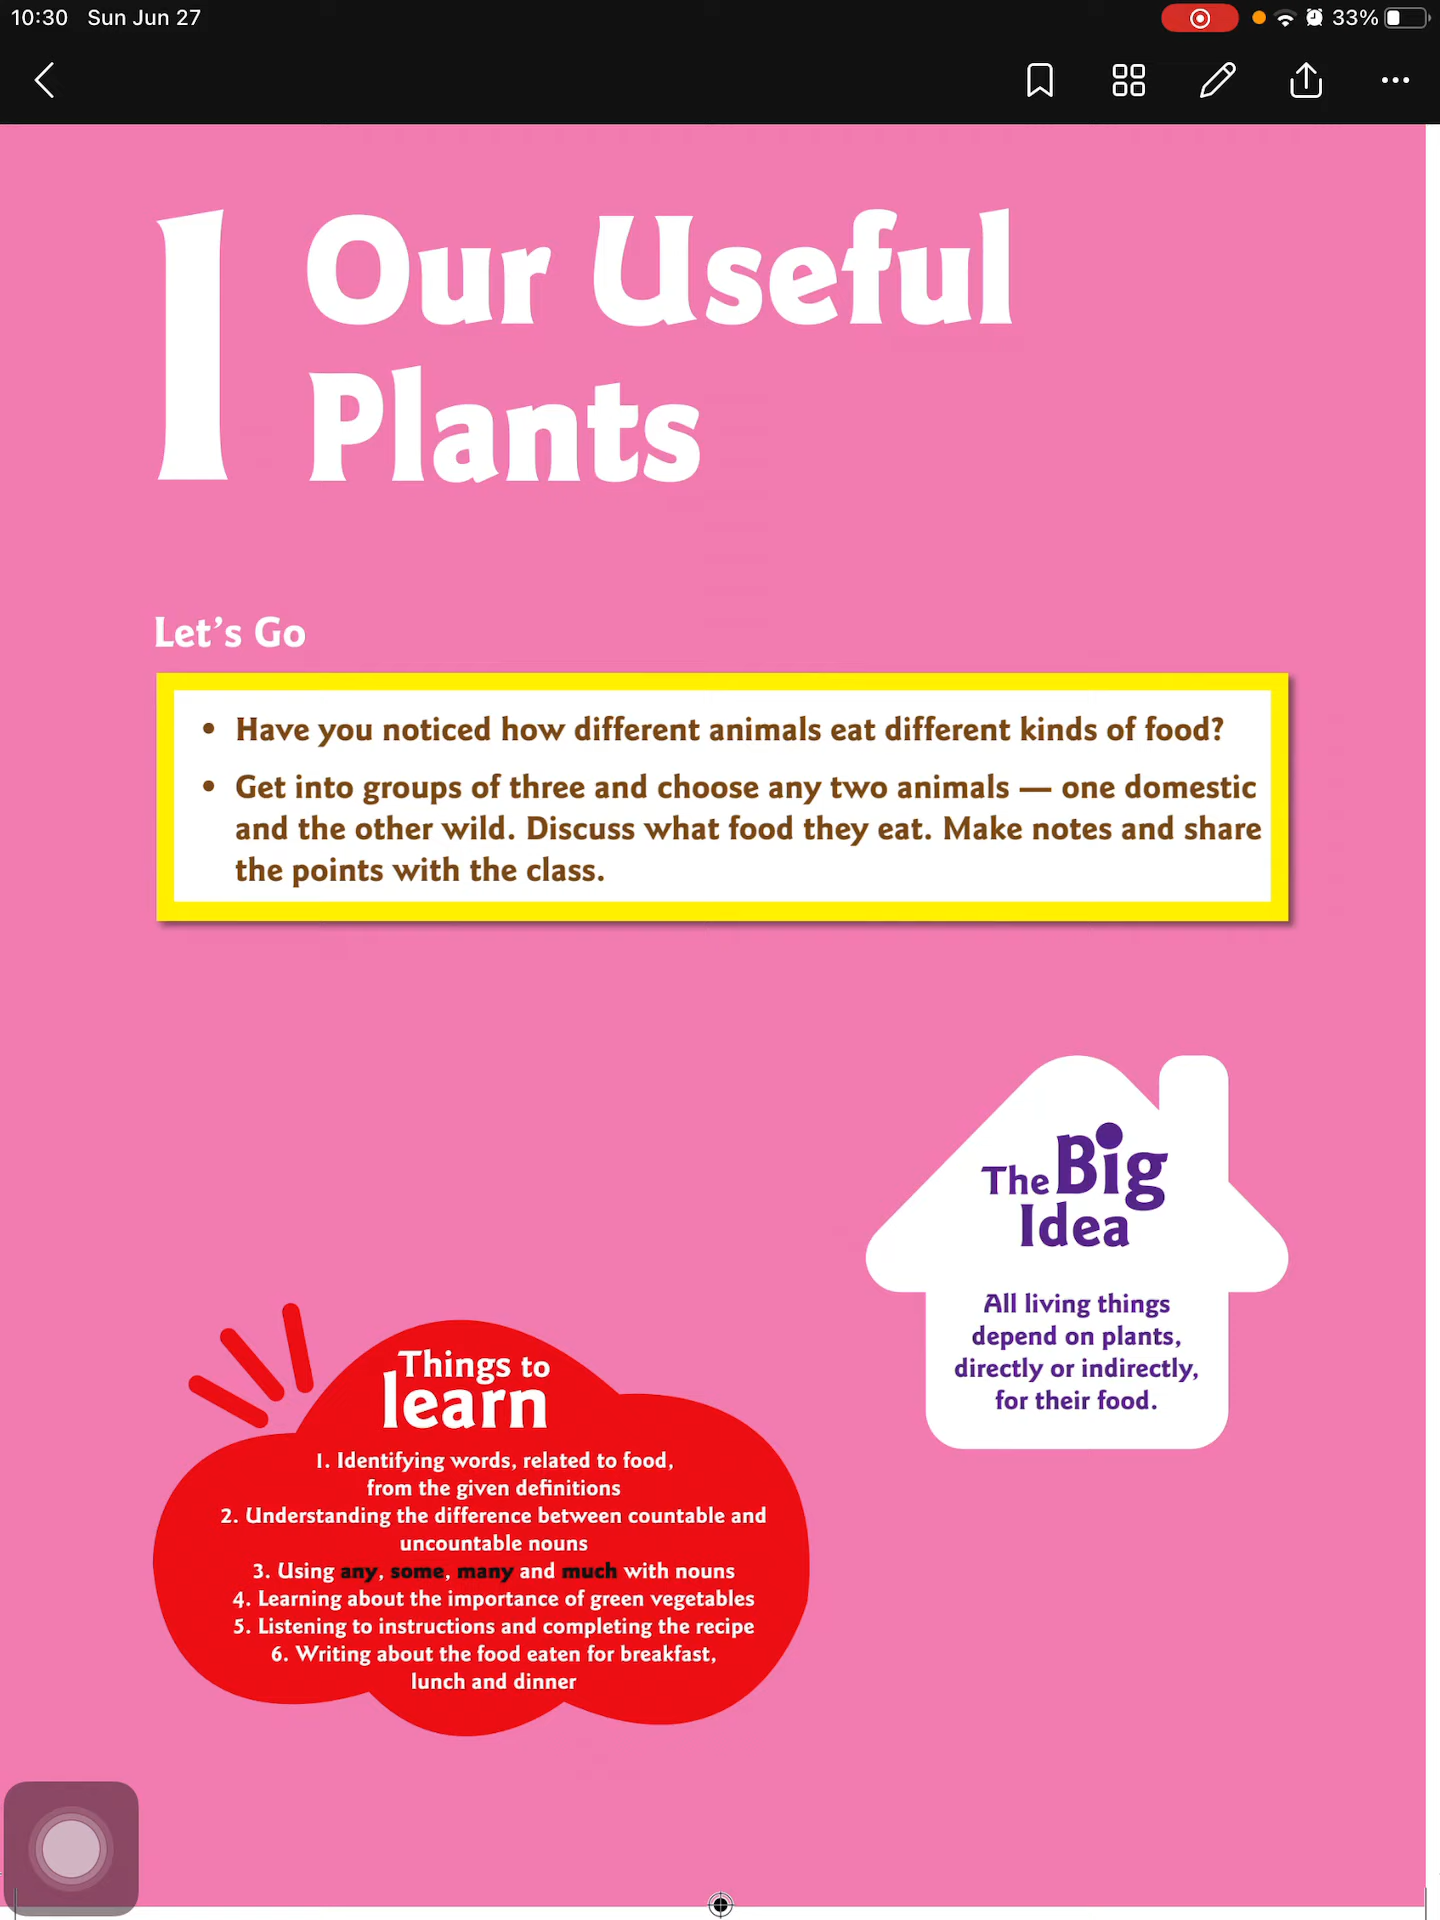 10:30 Sun Jun 27
33%
1 Our Useful
Plants
Let's Go
• Have you noticed how different animals eat different kinds of food?
• Get into groups of three and choose any two animals — one domestic
and the other wild. Discuss what food they eat. Make notes and share
the points with the class.
The Big
Idea
All living things
depend on plants,
directly or indirectly,
for their food.
Things to
learn
1. Identifying words, related to food,
from the given definitions
2. Understanding the difference between countable and
uncountable nouns
3. Using any, some, many and much with nouns
4. Learning about the importance of green vegetables
5. Listening to instructions and completing the recipe
6. Writing about the food eaten for breakfast,
lunch and dinner